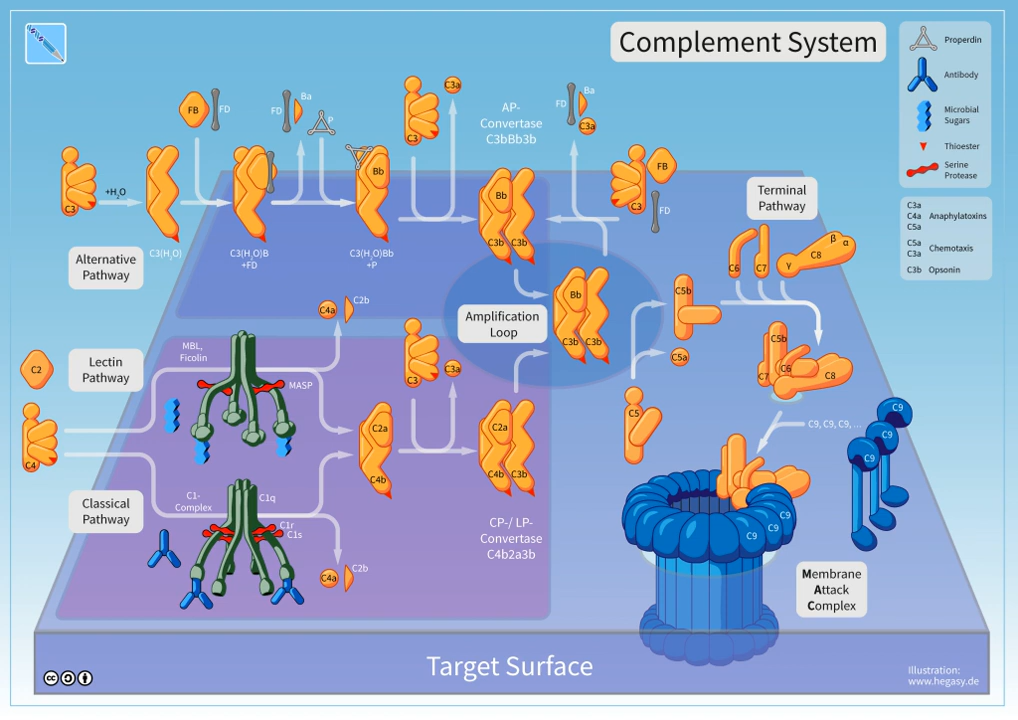 Complement System
Properdin
Antibody
Microbial
Sugars
Thioester
Serine
Protease
C3a
C4a
C5a
Anaphylatoxins
C5a
C3a
Chemotaxis
C3b
Opsonin
FB
FD
FD
Ba
P
C3
C3a
AP-
Convertase
C3bBb3b
FD
Ba
C3a
C3
+H2O
Bb
Bb
C3b
C3b
C3
FB
FD
Terminal
Pathway
C6
C7
γ
C8
β
α
Alternative
Pathway
C3(H2O)
C3(H2O)B
+FD
C3(H2O)Bb
+P
Amplification
Loop
Bb
C3b
C3b
C5b
C5a
C5b
C7
C6
C8
C4a
C2b
MBL,
Ficolin
MASP
C3
C3a
C2
Lectin
Pathway
C4
C2a
C4b
C2a
C4b
C3b
C5
C9, C9, C9, ...
C9
C9
C9
Classical
Pathway
C1-
Complex
C1q
C1r
C1s
C4a
C2b
CP-/ LP-
Convertase
C4b2a3b
C9
C9
C9
Membrane
Attack
Complex
Target Surface
Illustration:
www.hegasy.de